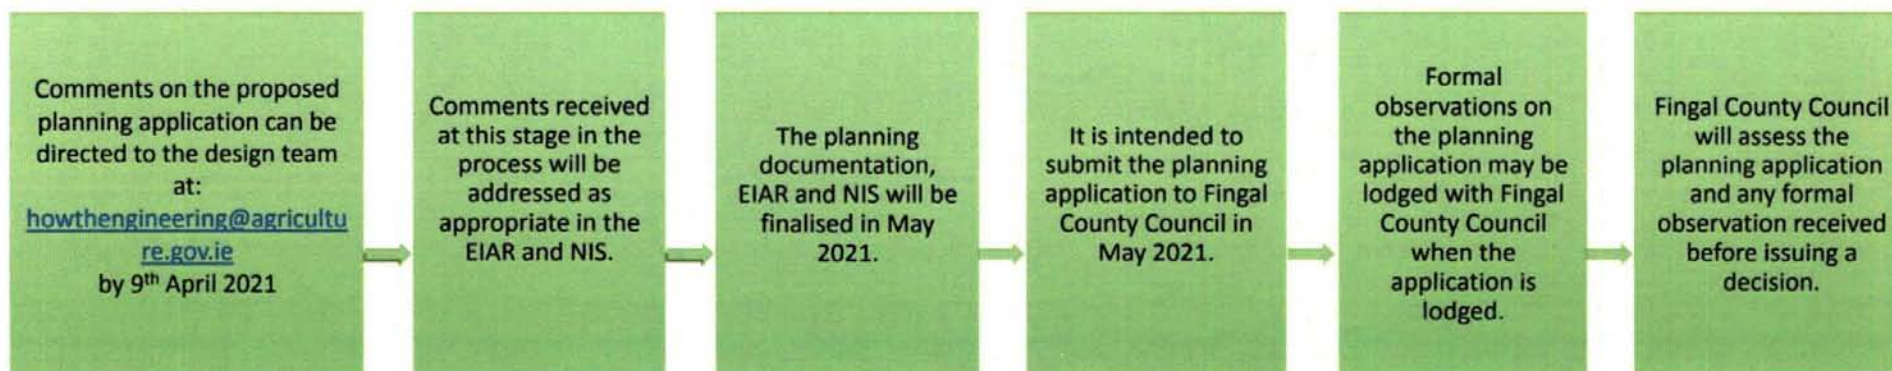 Comments on the proposed
planning application can be
directed to the design team
at:
howthengineering@agricultu
re.gov.ie
by 9th April 2021
Comments received
at this stage in the
process will be
addressed as
appropriate in the
EIAR and NIS.
The planning
documentation,
EIAR and NIS will be
finalised in May
2021.
It is intended to
submit the planning
application to Fingal
County Council in
May 2021.
Formal
observations on
the planning
application may be
lodged with Fingal
County Council
when the
application is
lodged.
Fingal County Council
will assess the
planning application
and any formal
observation received
before issuing a
decision.